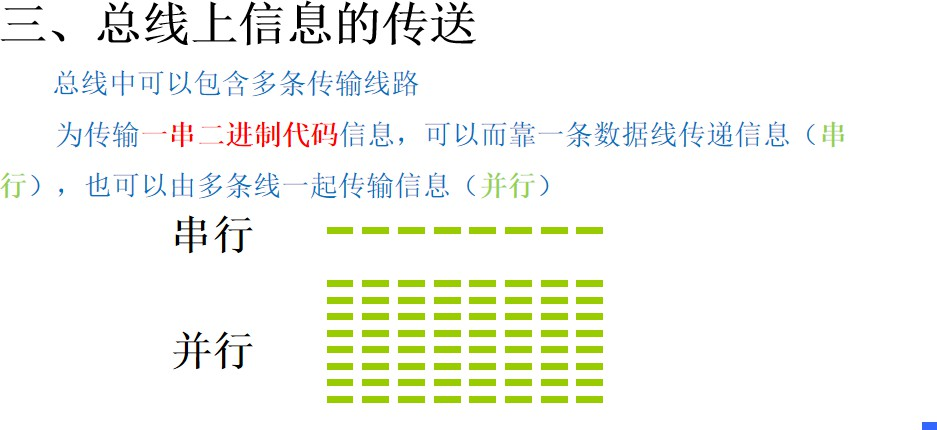 三、总线上信息的传送
总线中可以包含多条传输线路
为传输一串二进制代码信息，可以而靠一条数据线传递信息（串
行），也可以由多条线一起传输信息（并行）
串行
并行